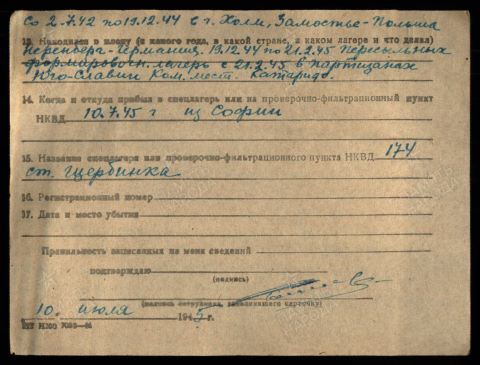 Со 2-7.42 по 19.12.44 в г. Холм, Замостье-Польша
13. Находился в плену (с какого года, в какой стране, в каком лагере и что делал)
Германия. 19.12.44 по 21.2.45 Пересыльных
лагерь с 21.2.45 в партизанах
Юго-Славии Ком. мест.
14. Когда и откуда прибыл в спецлагерь или на проверочно-фильтрационный пункт
НКВД 10.7.45 г из Софии
15. Название спецлагеря или проверочно-фильтрационного пункта НКВД 174
ст. Щербинка
16. Регистрационный номер
17. Дата и место убытия
Правильность записанных на меня сведений
подтверждаю
(подпись)
(подпись сотрудника, заполнившего карточку)
10. июля 1945 г.